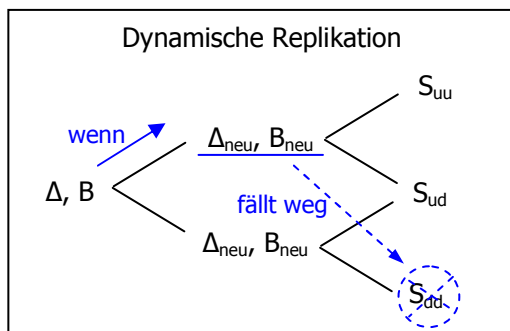 Dynamische Replikation
S_uu
wenn
Δ_neu, B_neu
Δ, B
S_ud
fällt weg
Δ_neu, B_neu
S_dd